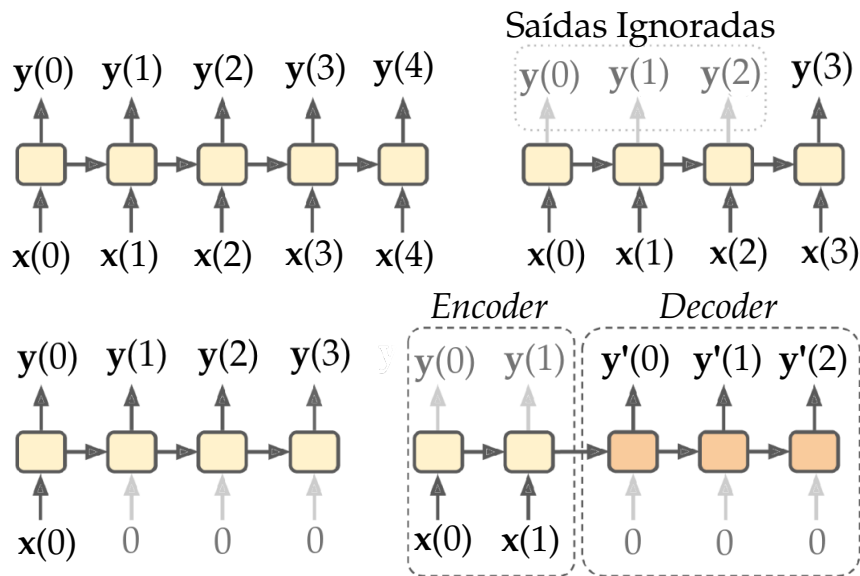 Saídas Ignoradas
y(0) y(1) y(2) y(3) y(4)
y(0) y(1) y(2) y(3)
x(0) x(1) x(2) x(3) x(4)
x(0) x(1) x(2) x(3)
Encoder
Decoder
y(0) y(1) y(2) y(3)
y(0) y(1)
y'(0) y'(1) y'(2)
x(0) 0 0 0
x(0) x(1)
0 0 0